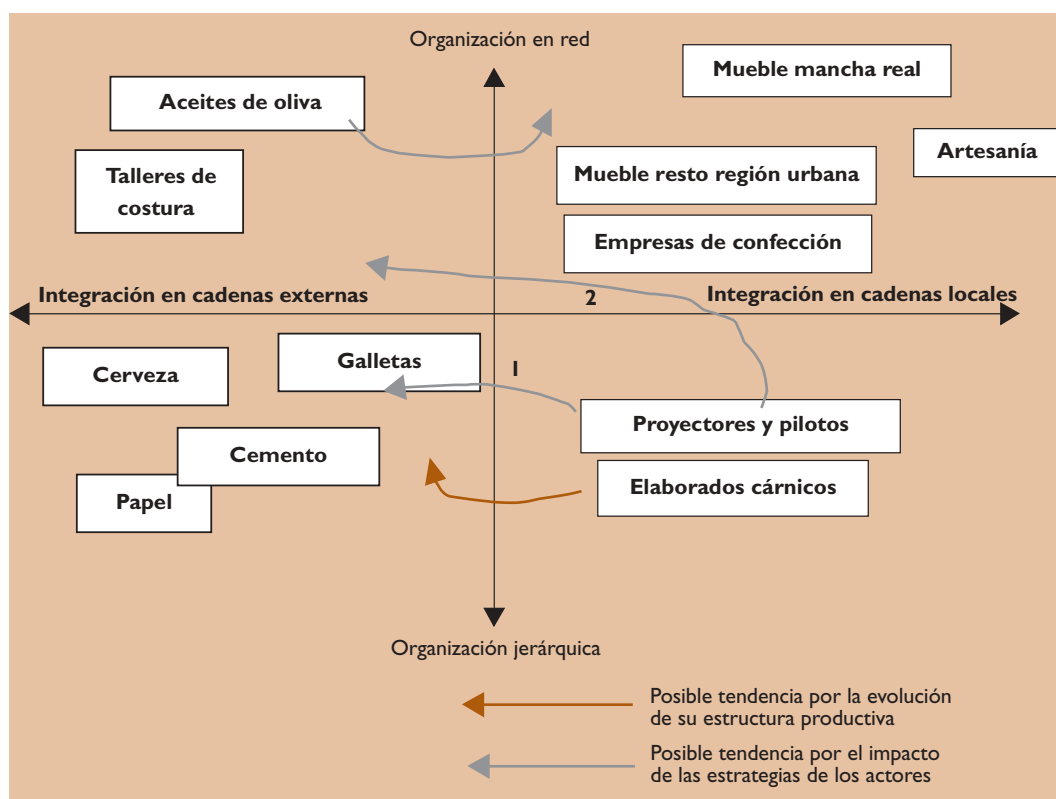 Organización en red
Mueble mancha real
Aceites de oliva
Artesanía
Talleres de
costura
Mueble resto región urbana
Empresas de confección
Integración en cadenas externas
2
Integración en cadenas locales
Cerveza
Galletas
1
Proyectores y pilotos
Cemento
Elaborados cárnicos
Papel
Organización jerárquica
Posible tendencia por la evolución
de su estructura productiva
Posible tendencia por el impacto
de las estrategias de los actores